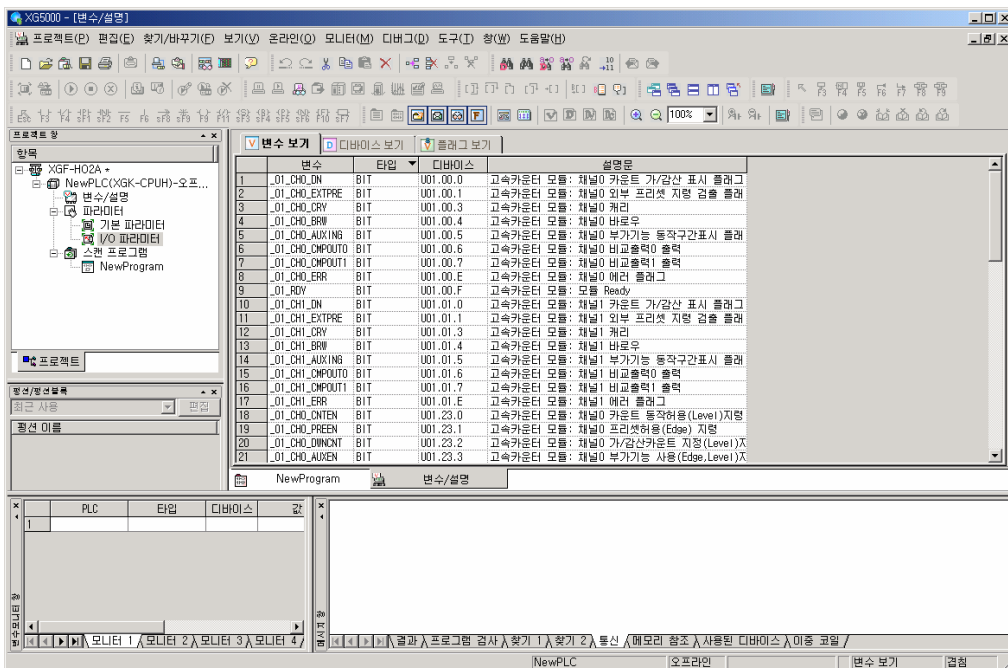 XG5000 - [변수/설명]
프로젝트(P) 편집(E) 찾기/바꾸기(F) 보기(V) 온라인(O) 모니터(M) 디버그(D) 도구(T) 창(W) 도움말(H)
100%
프로젝트 창
항목
XGF-HO2A *
NewPLC(XGK-CPUH)-오프...
변수/설명
파라미터
기본 파라미터
I/O 파라미터
스캔 프로그램
NewProgram
프로젝트
펑션/펑션블록
최근 사용 편집
펑션 이름
변수 보기 디바이스 보기 플래그 보기
변수 타입 디바이스 설명문
1 _01_CH0_DN BIT U01.00.0 고속카운터 모듈: 채널0 카운트 가/감산 표시 플래그
2 _01_CH0_EXTPRE BIT U01.00.1 고속카운터 모듈: 채널0 외부 프리셋 지령 검출 플래
3 _01_CH0_CRY BIT U01.00.3 고속카운터 모듈: 채널0 캐리
4 _01_CH0_BRW BIT U01.00.4 고속카운터 모듈: 채널0 바로우
5 _01_CH0_AUXING BIT U01.00.5 고속카운터 모듈: 채널0 부가기능 동작구간표시 플래
6 _01_CH0_CMPOUT0 BIT U01.00.6 고속카운터 모듈: 채널0 비교출력0 출력
7 _01_CH0_CMPOUT1 BIT U01.00.7 고속카운터 모듈: 채널0 비교출력1 출력
8 _01_CH0_ERR BIT U01.00.E 고속카운터 모듈: 채널0 에러 플래그
9 _01_RDY BIT U01.00.F 고속카운터 모듈: 모듈 Ready
10 _01_CH1_DN BIT U01.01.0 고속카운터 모듈: 채널1 카운트 가/감산 표시 플래그
11 _01_CH1_EXTPRE BIT U01.01.1 고속카운터 모듈: 채널1 외부 프리셋 지령 검출 플래
12 _01_CH1_CRY BIT U01.01.3 고속카운터 모듈: 채널1 캐리
13 _01_CH1_BRW BIT U01.01.4 고속카운터 모듈: 채널1 바로우
14 _01_CH1_AUXING BIT U01.01.5 고속카운터 모듈: 채널1 부가기능 동작구간표시 플래
15 _01_CH1_CMPOUT0 BIT U01.01.6 고속카운터 모듈: 채널1 비교출력0 출력
16 _01_CH1_CMPOUT1 BIT U01.01.7 고속카운터 모듈: 채널1 비교출력1 출력
17 _01_CH1_ERR BIT U01.01.E 고속카운터 모듈: 채널1 에러 플래그
18 _01_CH0_CNTEN BIT U01.23.0 고속카운터 모듈: 채널0 카운트 동작허용(Level)지령
19 _01_CH0_PREEN BIT U01.23.1 고속카운터 모듈: 채널0 프리셋허용(Edge) 지령
20 _01_CH0_DWNCNT BIT U01.23.2 고속카운터 모듈: 채널0 가/감산카운트 지정(Level)지
21 _01_CH0_AUXEN BIT U01.23.3 고속카운터 모듈: 채널0 부가기능 사용(Edge,Level)지
NewProgram 변수/설명
PLC 타입 디바이스 값
1
변수모니터 창
모니터 1 모니터 2 모니터 3 모니터 4
메시지 창
결과 프로그램 검사 찾기 1 찾기 2 통신 메모리 참조 사용된 디바이스 이중 코일
NewPLC 오프라인 변수 보기 겹침